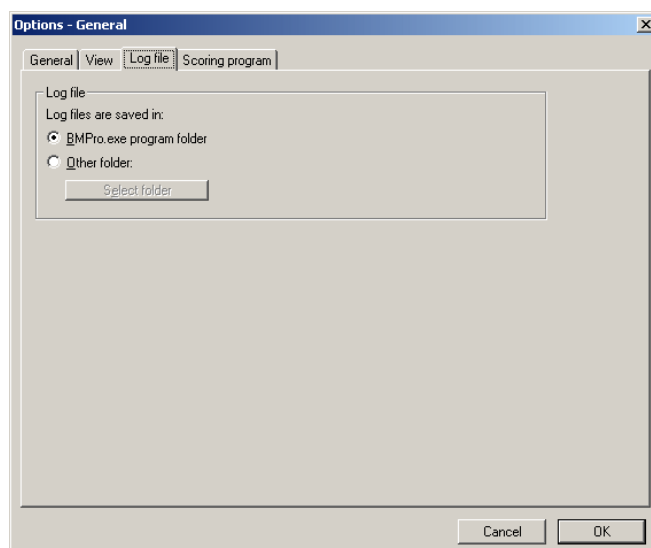 Options - General
General View Log file Scoring program
Log file
Log files are saved in:
BMPro.exe program folder
Other folder:
Select folder
Cancel OK